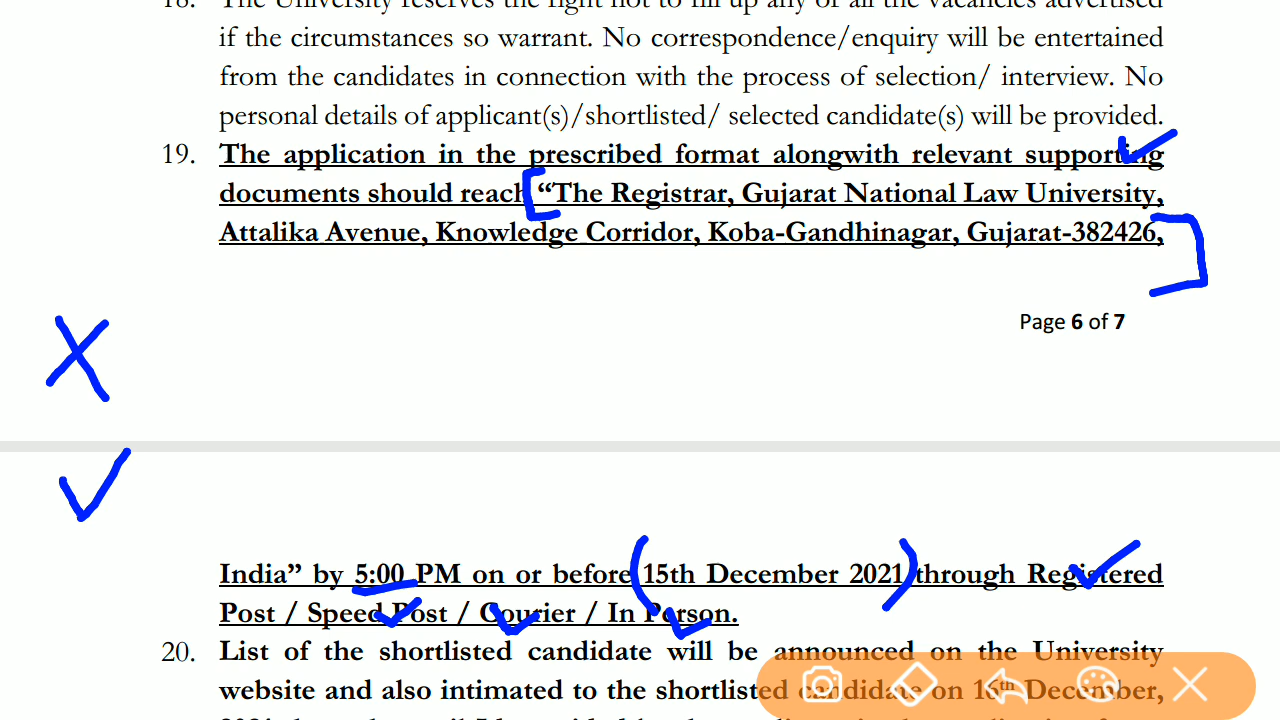 18. The University reserves the right not to fill up any or all the vacancies advertised
if the circumstances so warrant. No correspondence/enquiry will be entertained
from the candidates in connection with the process of selection/ interview. No
personal details of applicant(s)/shortlisted/ selected candidate(s) will be provided.
19. The application in the prescribed format alongwith relevant supporting
documents should reach “The Registrar, Gujarat National Law University,
Attalika Avenue, Knowledge Corridor, Koba-Gandhinagar, Gujarat-382426,
Page 6 of 7
India” by 5:00 PM on or before 15th December 2021 through Registered
Post / Speed Post / Courier / In Person.
20. List of the shortlisted candidate will be announced on the University
website and also intimated to the shortlisted candidate on 16th December,